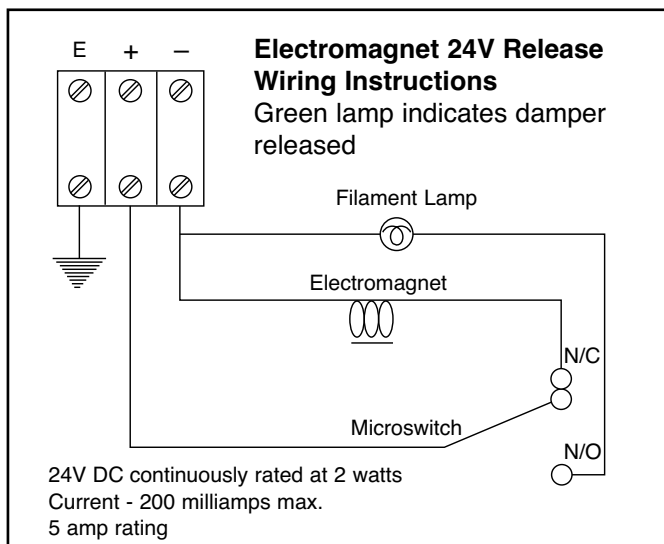 E + –
Electromagnet 24V Release
Wiring Instructions
Green lamp indicates damper
released
Filament Lamp
Electromagnet
N/C
Microswitch
N/O
24V DC continuously rated at 2 watts
Current - 200 milliamps max.
5 amp rating